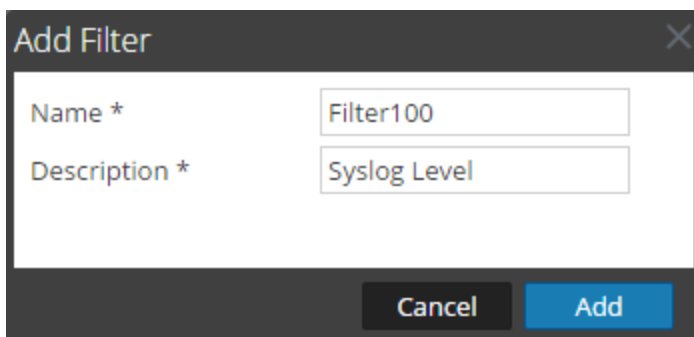 Add Filter
Name * Filter100
Description * Syslog Level
Cancel Add